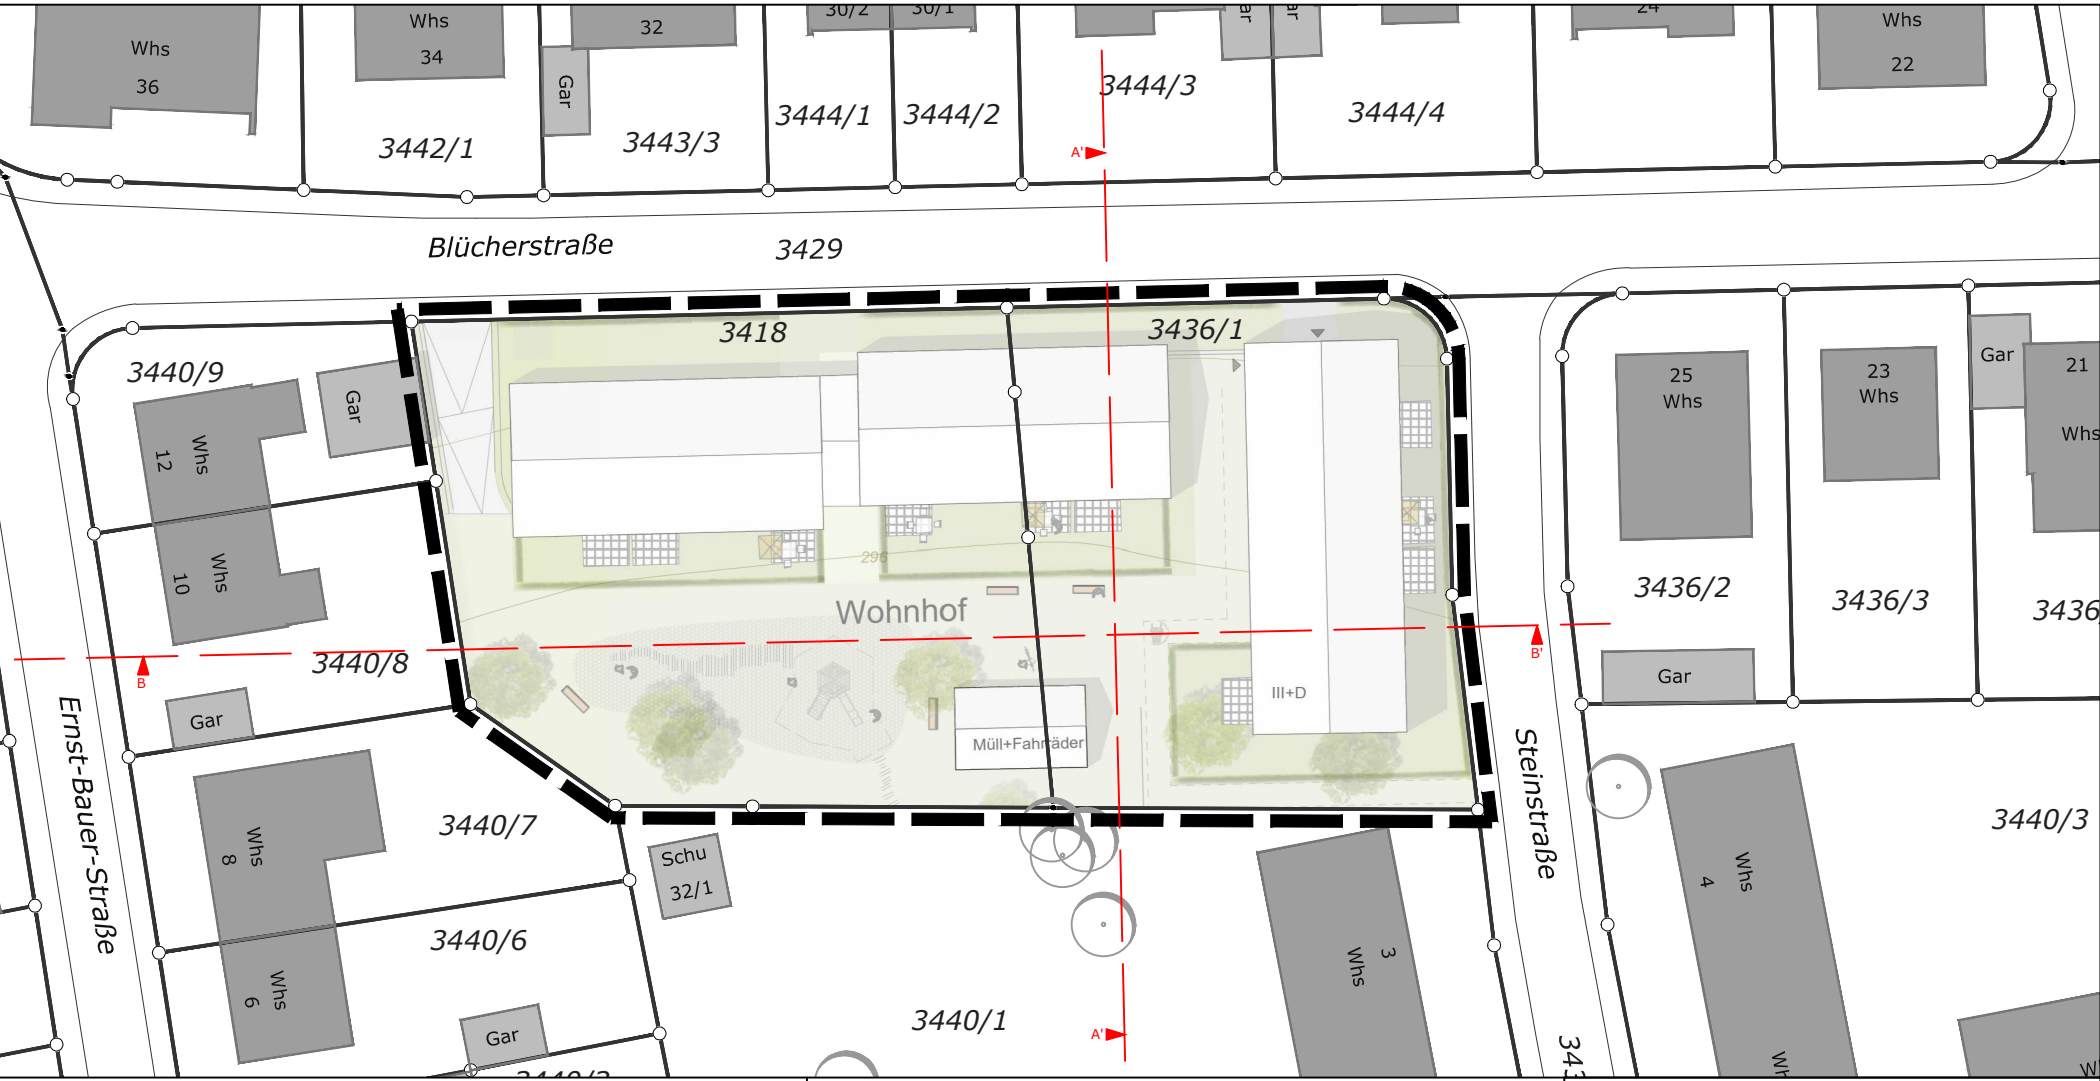 30/2
30/1
24
Whs
36
Whs
34
32
Gar
Whs
22
3442/1
3443/3
3444/1
3444/2
3444/3
3444/4
A'
Blücherstraße
3429
3418
3436/1
3440/9
Gar
12
Whs
25
Whs
23
Whs
Gar
21
Whs
10
Whs
296
Wohnhof
3436/2
3436/3
3436
3440/8
B
B'
Gar
Gar
III+D
Müll+Fahrräder
Ernst-Bauer-Straße
Steinstraße
3440/7
8
Whs
Schu
32/1
3440/3
4
Whs
3440/6
6
Whs
3
Whs
Gar
3440/1
A'